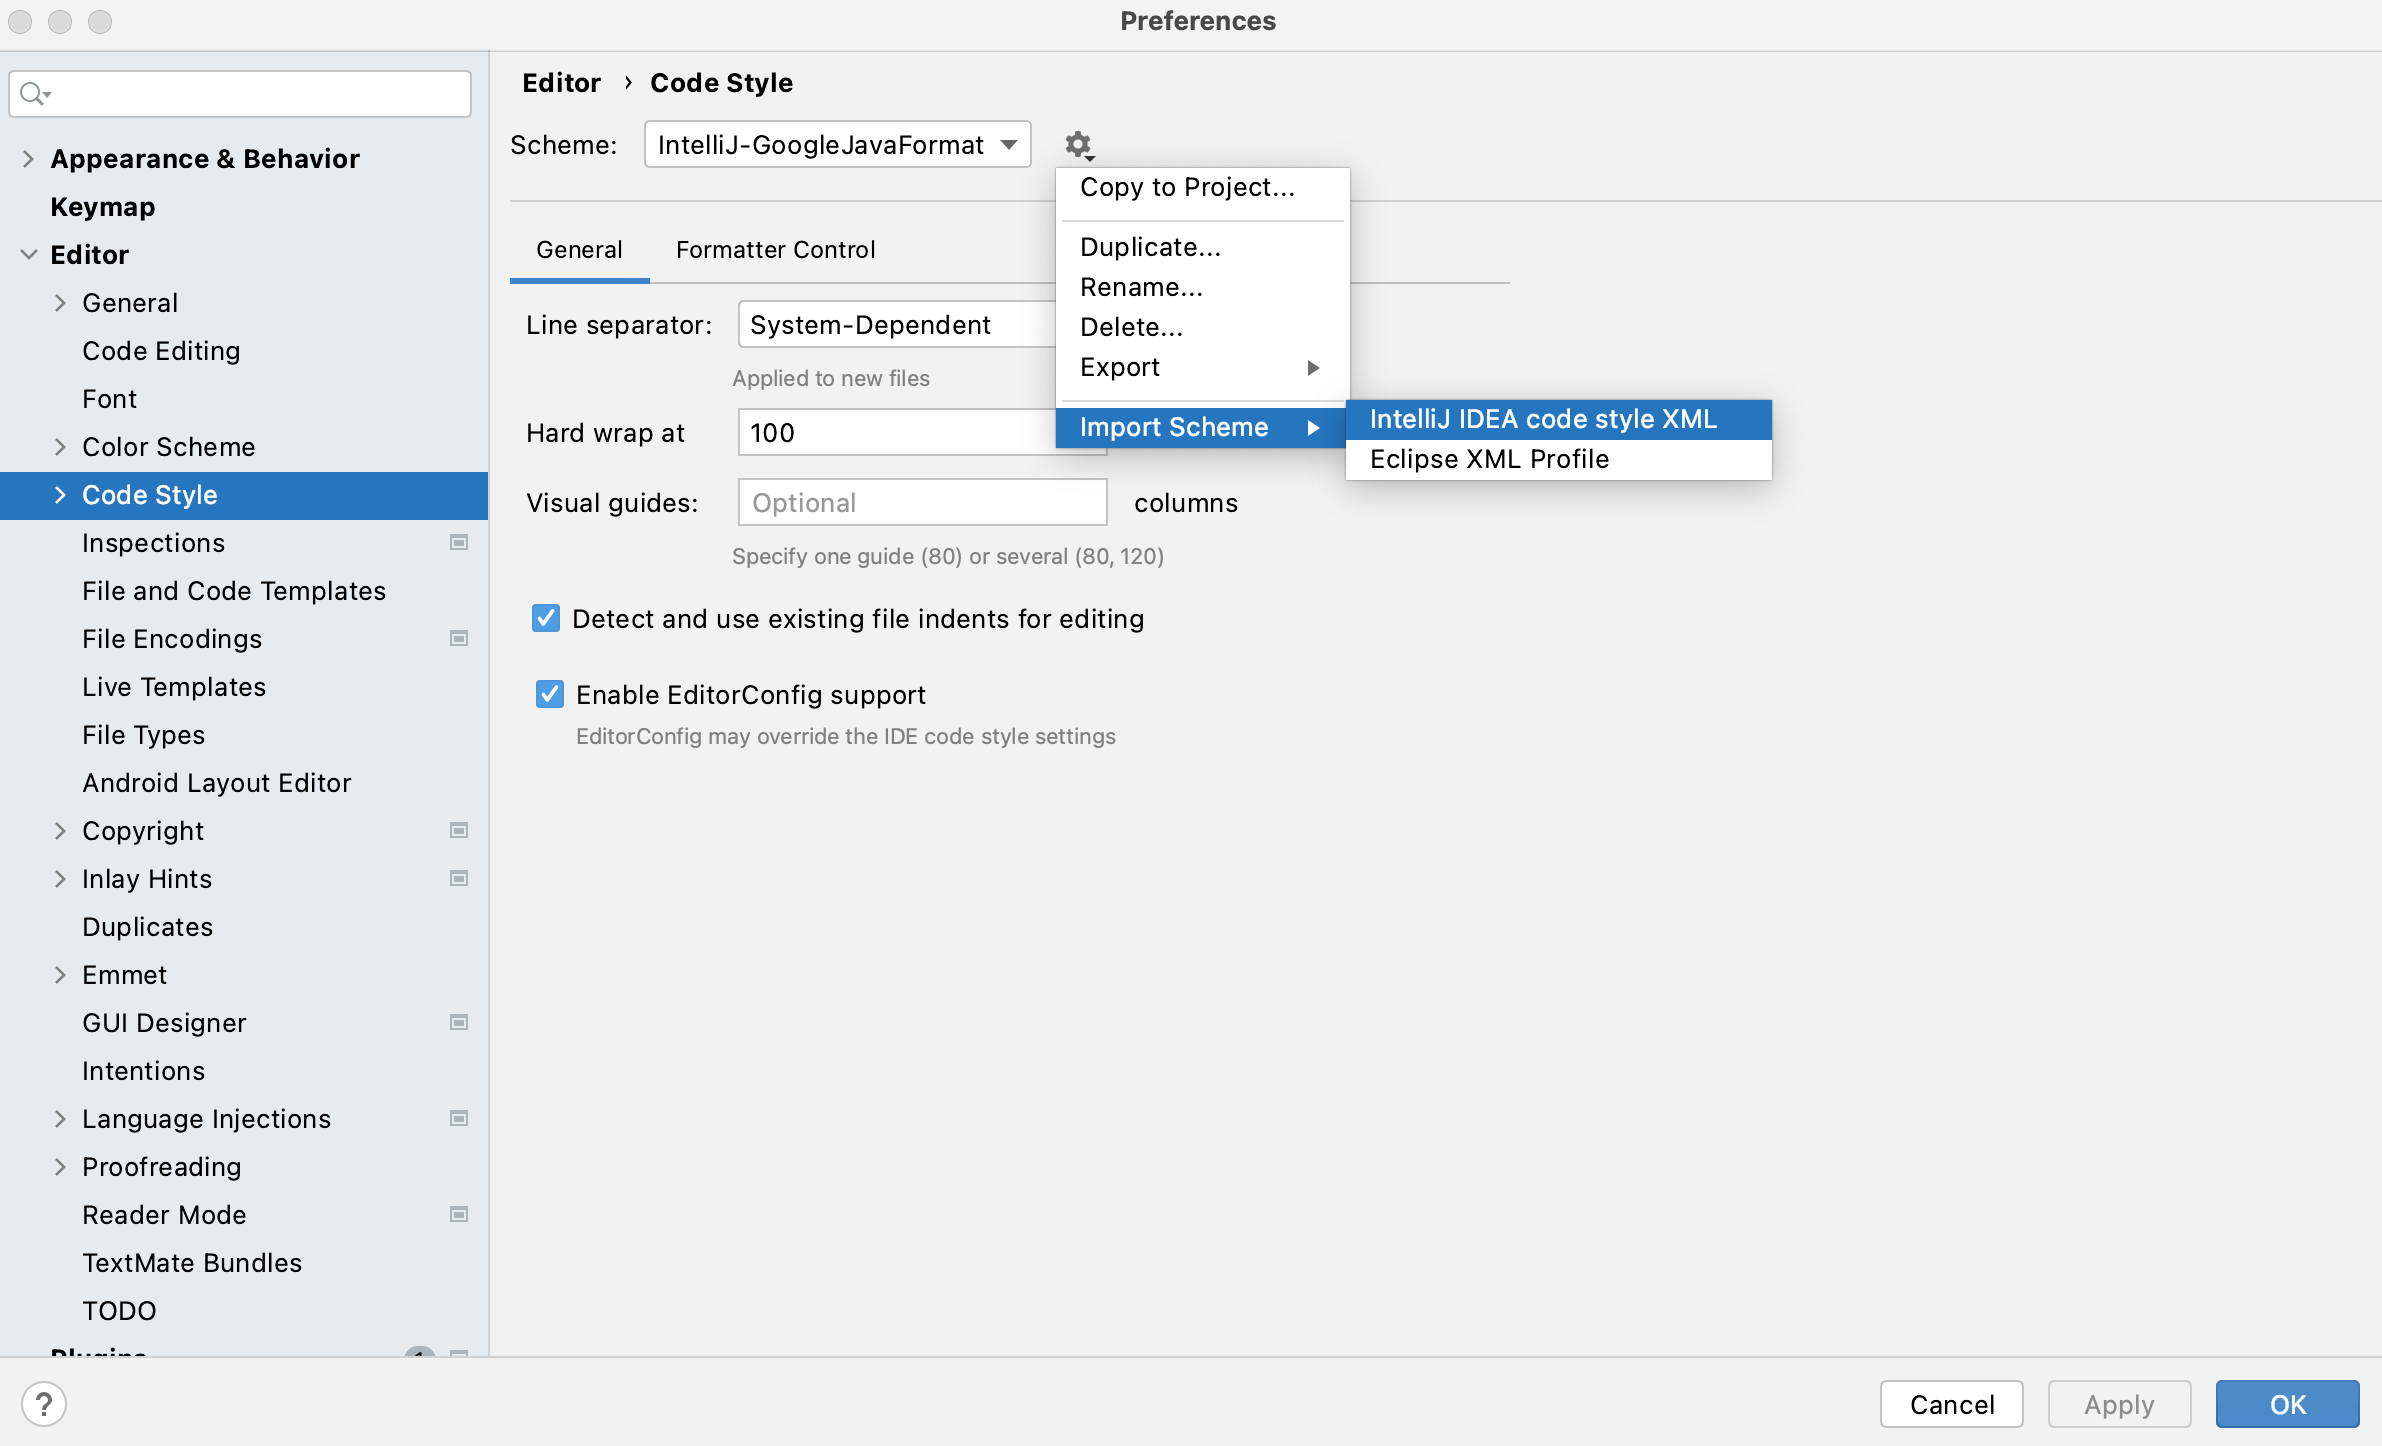 Preferences
Appearance & Behavior
Keymap
Editor
General
Code Editing
Font
Color Scheme
Code Style
Inspections
File and Code Templates
File Encodings
Live Templates
File Types
Android Layout Editor
Copyright
Inlay Hints
Duplicates
Emmet
GUI Designer
Intentions
Language Injections
Proofreading
Reader Mode
TextMate Bundles
TODO
Plugins 1
Editor › Code Style
Scheme: IntelliJ-GoogleJavaFormat
Copy to Project...
Duplicate...
Rename...
Delete...
Export
Import Scheme
IntelliJ IDEA code style XML
Eclipse XML Profile
General Formatter Control
Line separator: System-Dependent
Applied to new files
Hard wrap at 100
Visual guides: Optional columns
Specify one guide (80) or several (80, 120)
Detect and use existing file indents for editing
Enable EditorConfig support
EditorConfig may override the IDE code style settings
?
Cancel Apply OK